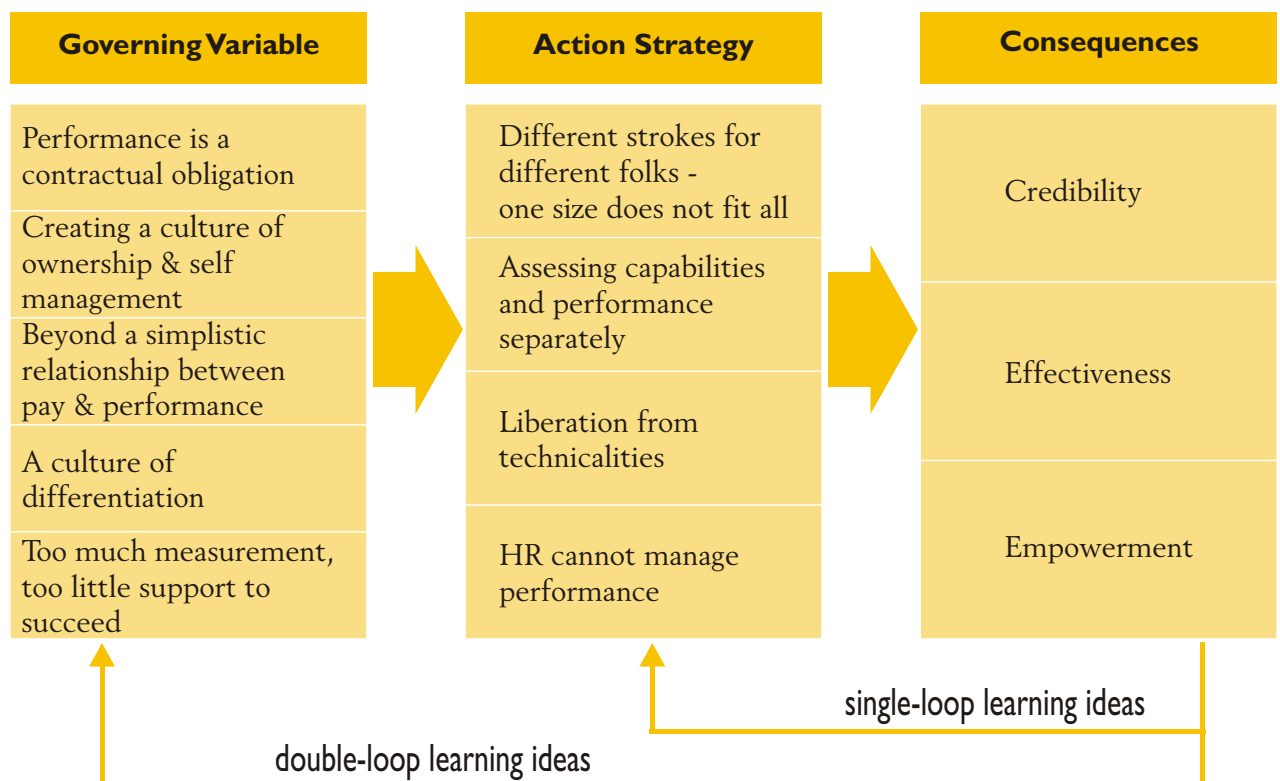 Governing Variable
Performance is a
contractual obligation
Creating a culture of
ownership & self
management
Beyond a simplistic
relationship between
pay & performance
A culture of
differentiation
Too much measurement,
too little support to
succeed
Action Strategy
Different strokes for
different folks -
one size does not fit all
Assessing capabilities
and performance
separately
Liberation from
technicalities
HR cannot manage
performance
Consequences
Credibility
Effectiveness
Empowerment
single-loop learning ideas
double-loop learning ideas